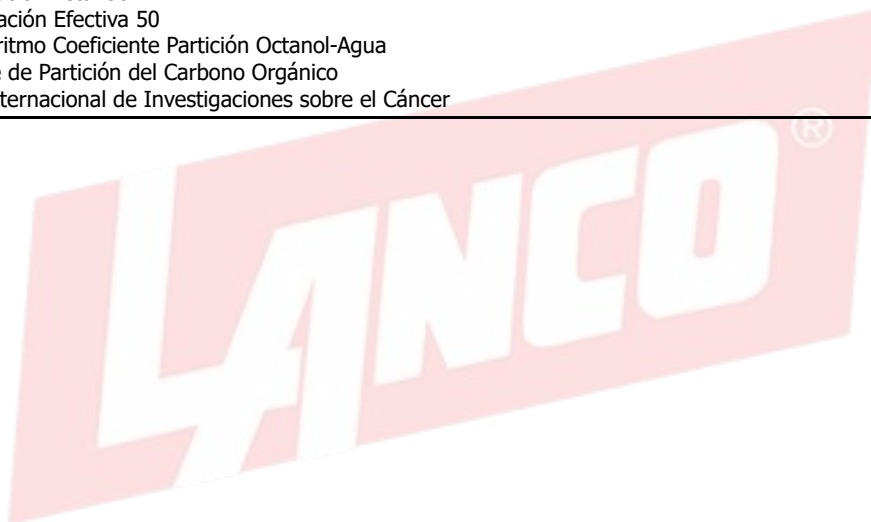 ación Efectiva 50
ritmo Coeficiente Partición Octanol-Agua
de Partición del Carbono Orgánico
nternacional de Investigaciones sobre el Cáncer
LANCO®